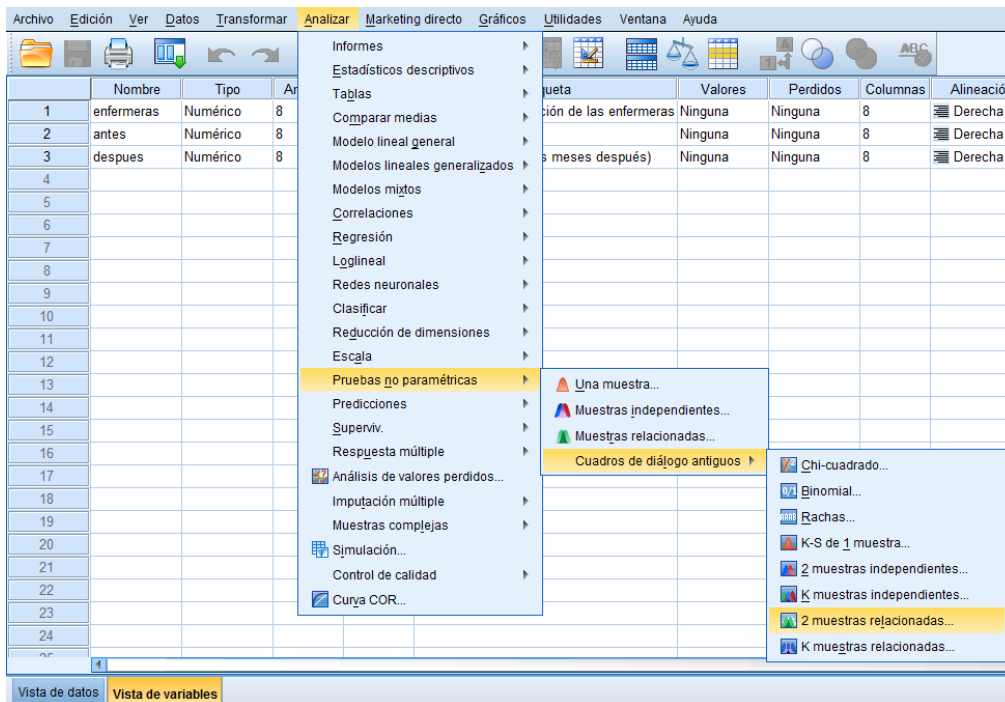 Archivo Edición Ver Datos Transformar Analizar Marketing directo Gráficos Utilidades Ventana Ayuda
Nombre Tipo Valores Perdidos Columnas
1 enfermeras Numérico 8 de las enfermeras Ninguna Ninguna 8 Derecha
2 antes Numérico 8 Ninguna Ninguna 8 Derecha
3 despues Numérico 8 meses después) Ninguna Ninguna 8 Derecha
4
5
6
7
8
9
10
11
12
13
14
15
16
17
18
19
20
21
22
23
24
Informes
Estadísticos descriptivos
Tablas
Comparar medias
Modelo lineal general
Modelos lineales generalizados
Modelos mixtos
Correlaciones
Regresión
Loglineal
Redes neuronales
Clasificar
Reducción de dimensiones
Escala
Pruebas no paramétricas
Predicciones
Superviv.
Respuesta múltiple
Análisis de valores perdidos...
Imputación múltiple
Muestras complejas
Simulación...
Control de calidad
Curva COR...
Una muestra...
Muestras independientes...
Muestras relacionadas...
Cuadros de diálogo antiguos
Chi-cuadrado...
Binomial...
Rachas...
K-S de 1 muestra...
2 muestras independientes...
K muestras independientes...
2 muestras relacionadas...
K muestras relacionadas...
Vista de datos Vista de variables